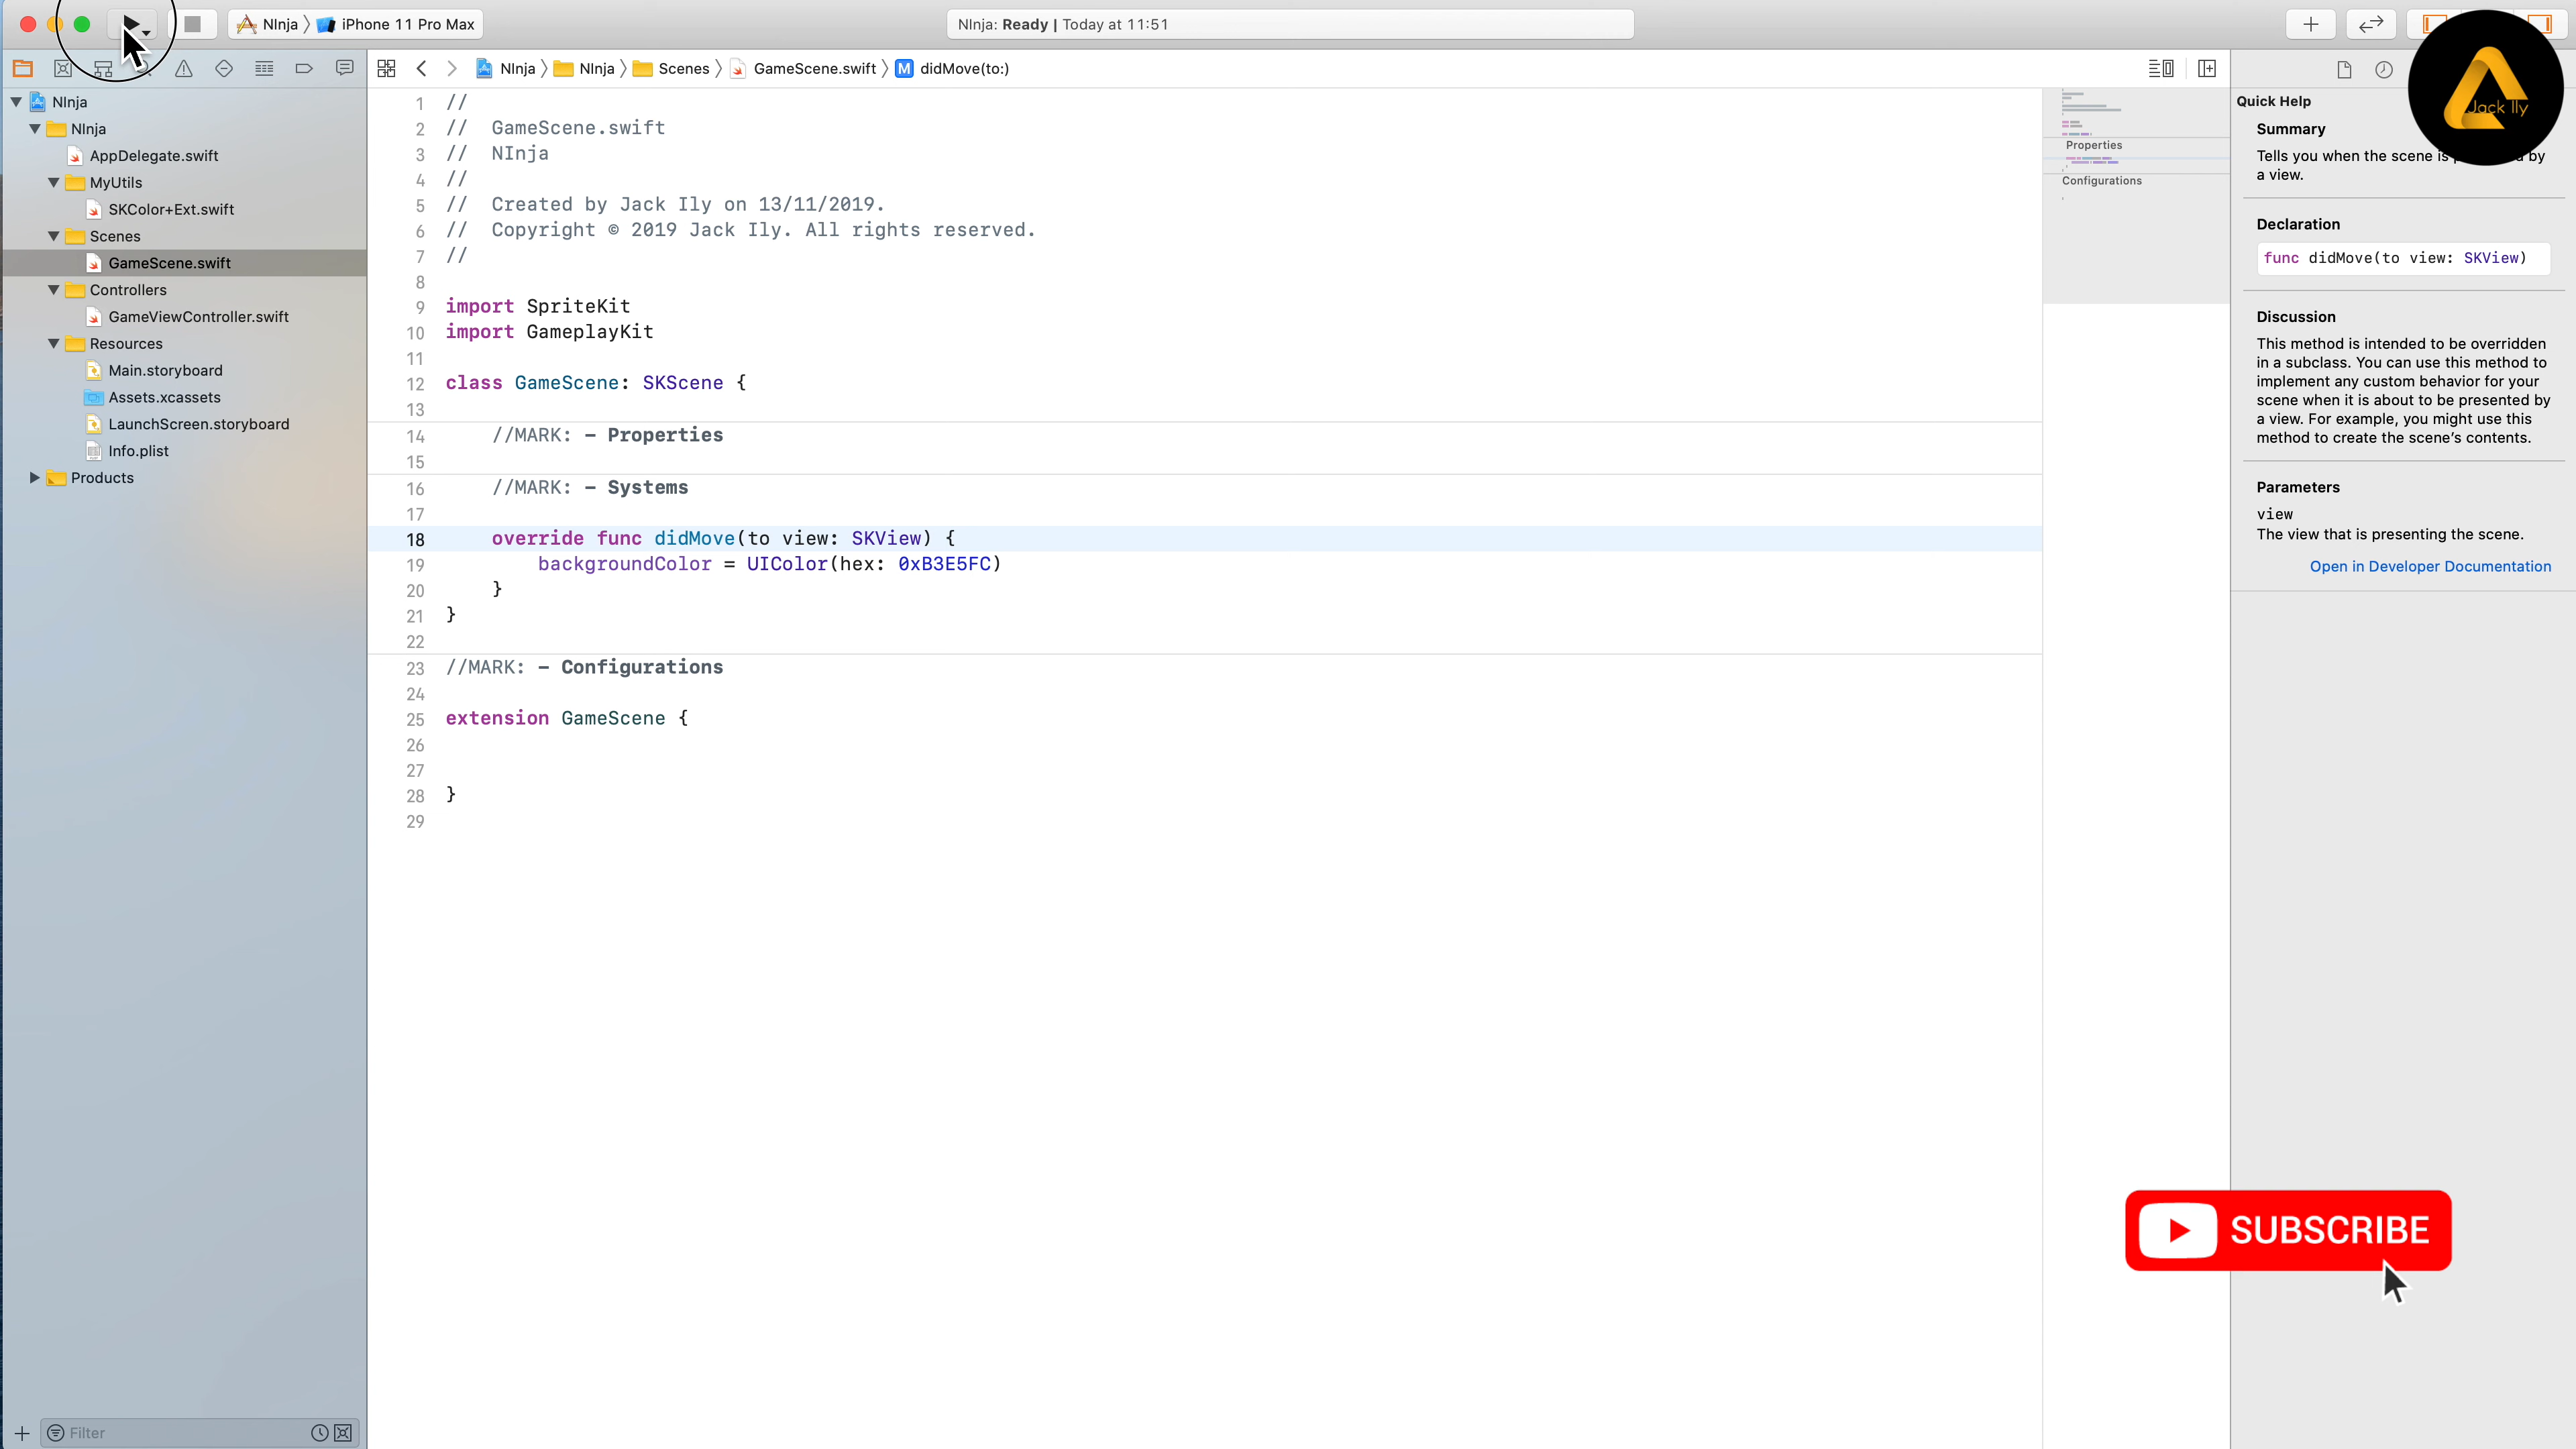 NInja 〉 iPhone 11 Pro Max
NInja: Ready | Today at 11:51
NInja 〉 NInja 〉 Scenes 〉 GameScene.swift 〉 M didMove(to:)
NInja
NInja
AppDelegate.swift
MyUtils
SKColor+Ext.swift
Scenes
GameScene.swift
Controllers
GameViewController.swift
Resources
Main.storyboard
Assets.xcassets
LaunchScreen.storyboard
Info.plist
Products
Filter
1 //
2 // GameScene.swift
3 // NInja
4 //
5 // Created by Jack Ily on 13/11/2019.
6 // Copyright © 2019 Jack Ily. All rights reserved.
7 //
8
9 import SpriteKit
10 import GameplayKit
11
12 class GameScene: SKScene {
13
14 //MARK: - Properties
15
16 //MARK: - Systems
17
18 override func didMove(to view: SKView) {
19 backgroundColor = UIColor(hex: 0xB3E5FC)
20 }
21 }
22
23 //MARK: - Configurations
24
25 extension GameScene {
26
27
28 }
29
Properties
Configurations
Jack Ily
Quick Help
Summary
Tells you when the scene is by
a view.
Declaration
func didMove(to view: SKView)
Discussion
This method is intended to be overridden
in a subclass. You can use this method to
implement any custom behavior for your
scene when it is about to be presented by
a view. For example, you might use this
method to create the scene's contents.
Parameters
view
The view that is presenting the scene.
Open in Developer Documentation
SUBSCRIBE